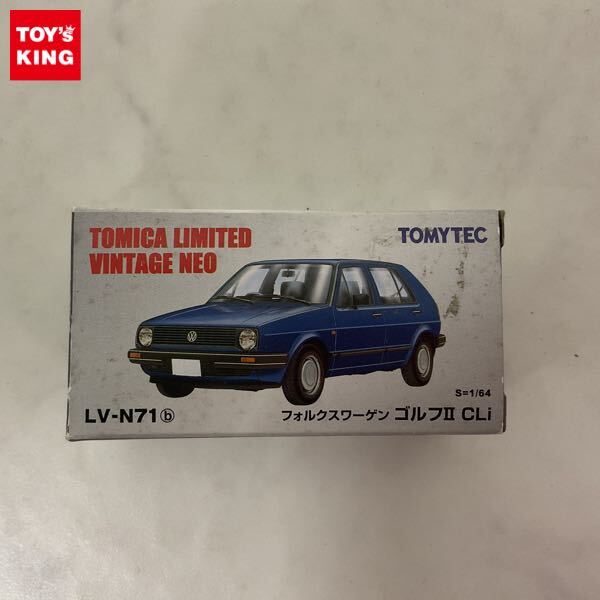 TOY's
KING
TOMICA LIMITED
VINTAGE NEO
TOMYTEC
S=1/64
LV-N71ⓑ
フォルクスワーゲン ゴルフII CLi